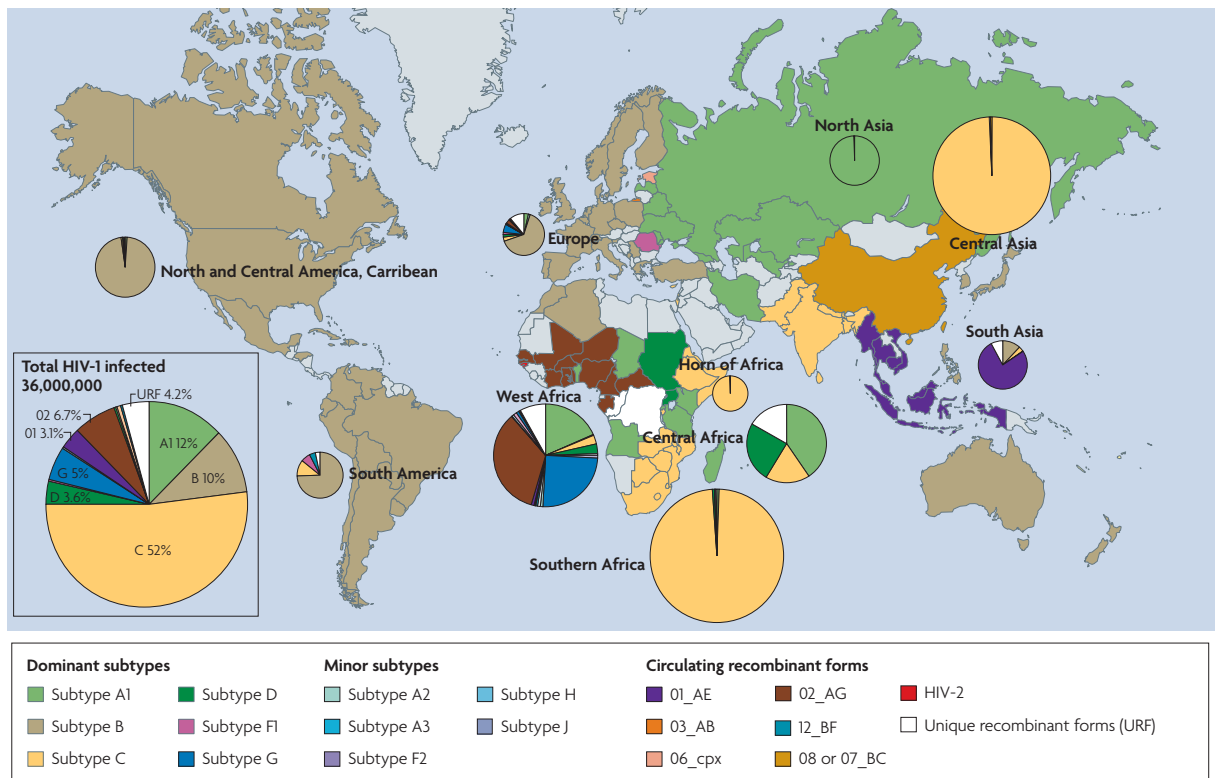 North Asia
Central Asia
Europe
North and Central America, Carribean
South Asia
Horn of Africa
West Africa
Central Africa
South America
Southern Africa
Total HIV-1 infected
36,000,000
URF 4.2%
02 6.7%
01 3.1%
A1 12%
G 5%
B 10%
D 3.6%
C 52%
Dominant subtypes
Subtype A1
Subtype B
Subtype C
Subtype D
Subtype F1
Subtype G
Minor subtypes
Subtype A2
Subtype A3
Subtype F2
Subtype H
Subtype J
Circulating recombinant forms
01_AE
03_AB
06_cpx
02_AG
12_BF
08 or 07_BC
HIV-2
Unique recombinant forms (URF)